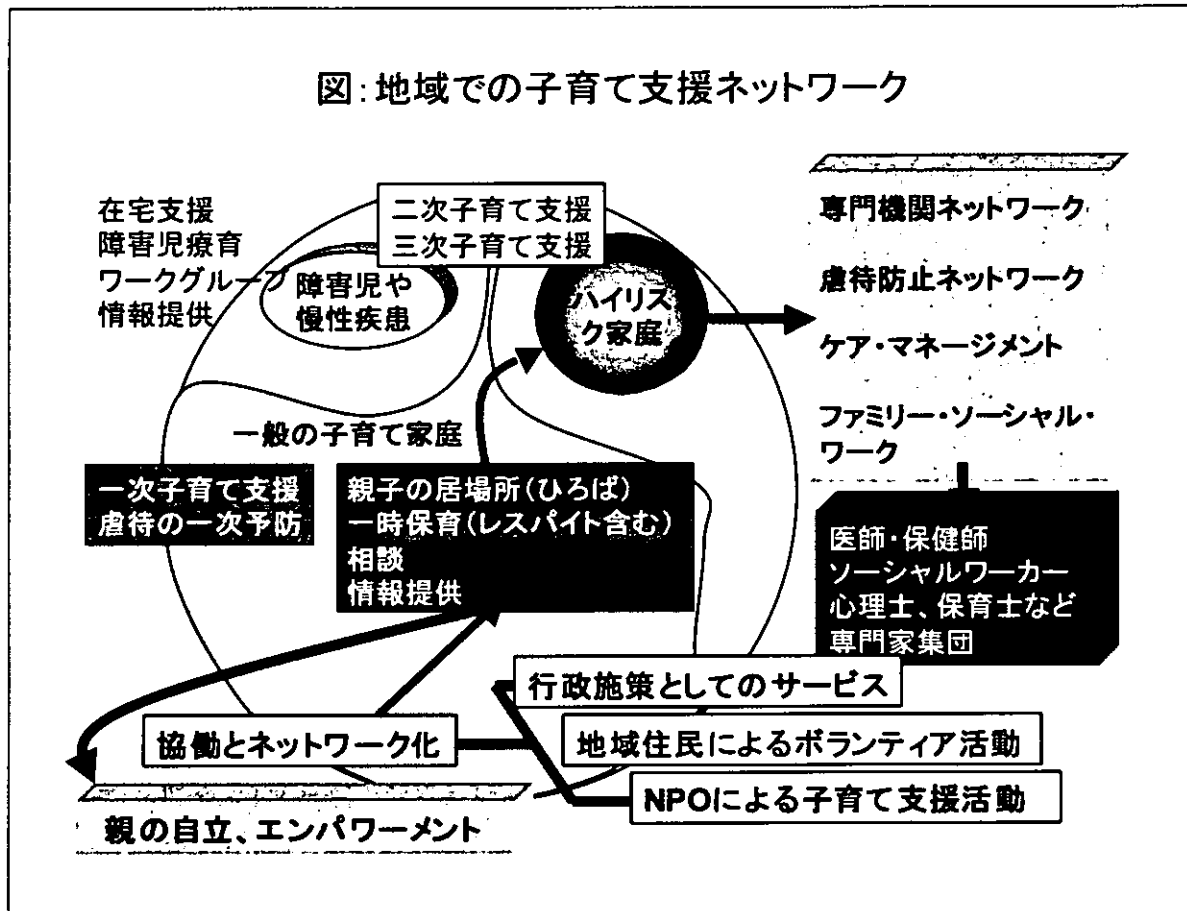 図:地域での子育て支援ネットワーク
在宅支援
障害児療育
ワークグループ
情報提供
障害児や
慢性疾患
二次子育て支援
三次子育て支援
ハイリス
ク家庭
専門機関ネットワーク
虐待防止ネットワーク
ケア・マネージメント
ファミリー・ソーシャル・
ワーク
一般の子育て家庭
一次子育て支援
虐待の一次予防
親子の居場所(ひろば)
一時保育(レスパイト含む)
相談
情報提供
医師・保健師
ソーシャルワーカー
心理士、保育士など
専門家集団
行政施策としてのサービス
協働とネットワーク化
地域住民によるボランティア活動
NPOによる子育て支援活動
親の自立、エンパワーメント